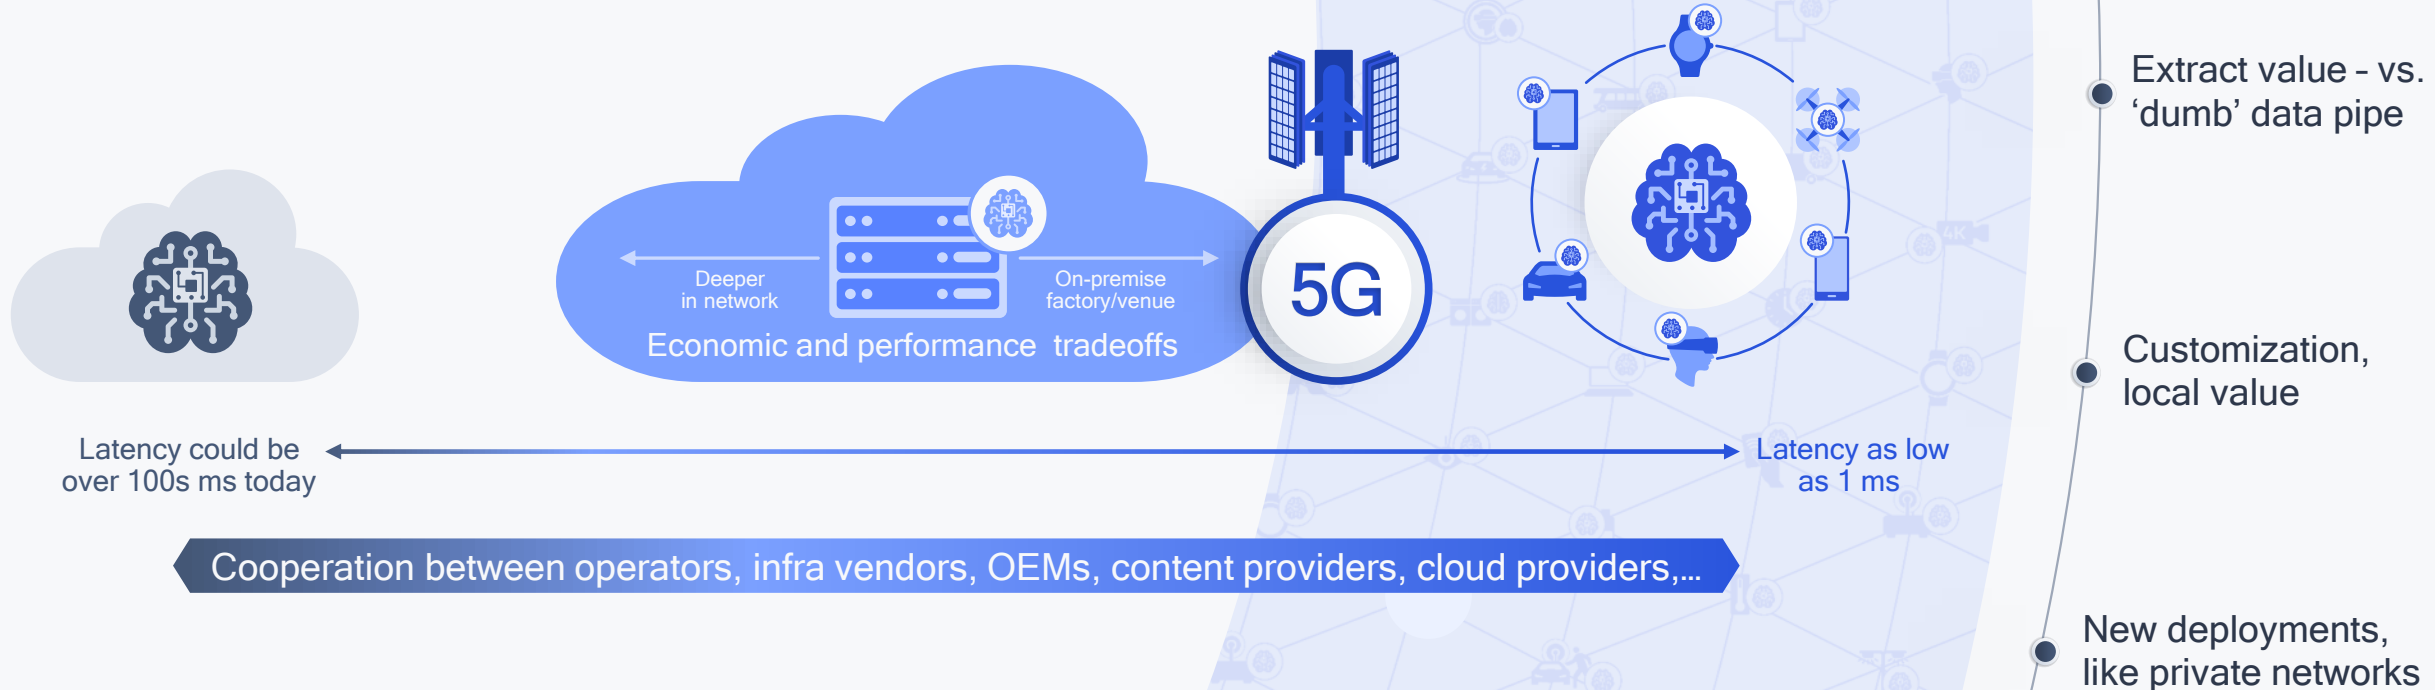 Deeper
in network
On-premise
factory/venue
Economic and performance tradeoffs
5G
4K
Latency could be
over 100s ms today
Latency as low
as 1 ms
Cooperation between operators, infra vendors, OEMs, content providers, cloud providers,...
Extract value - vs.
‘dumb’ data pipe
Customization,
local value
New deployments,
like private networks